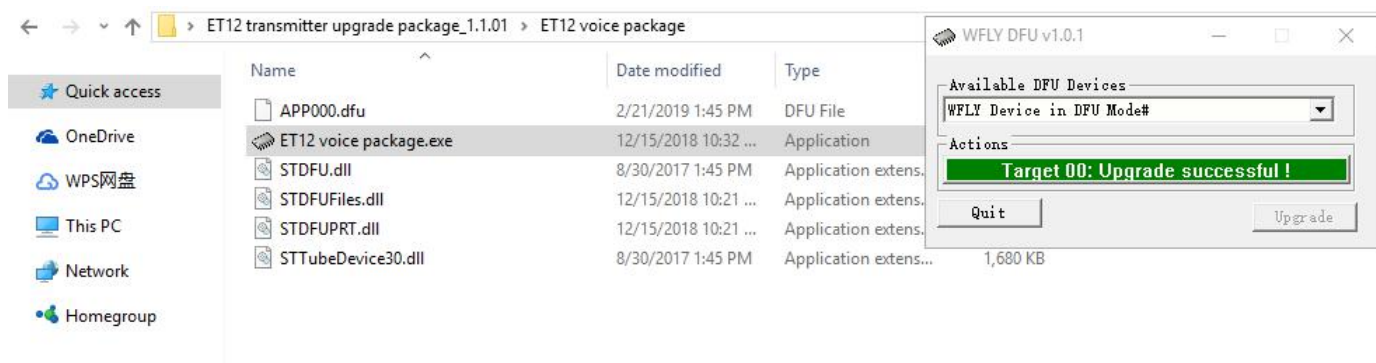 ET12 transmitter upgrade package_1.1.01 > ET12 voice package
Name Date modified Type
Quick access
OneDrive
WPS网盘
This PC
Network
Homegroup
APP000.dfu 2/21/2019 1:45 PM DFU File
ET12 voice package.exe 12/15/2018 10:32 ... Application
STDFU.dll 8/30/2017 1:45 PM Application extens.
STDFUFiles.dll 12/15/2018 10:21 ... Application extens.
STDFUPRT.dll 12/15/2018 10:21 ... Application extens.
STTubeDevice30.dll 8/30/2017 1:45 PM Application extens... 1,680 KB
WFLY DFU v1.0.1
Available DFU Devices
WFLY Device in DFU Mode#
Actions
Target 00: Upgrade successful !
Quit Upgrade